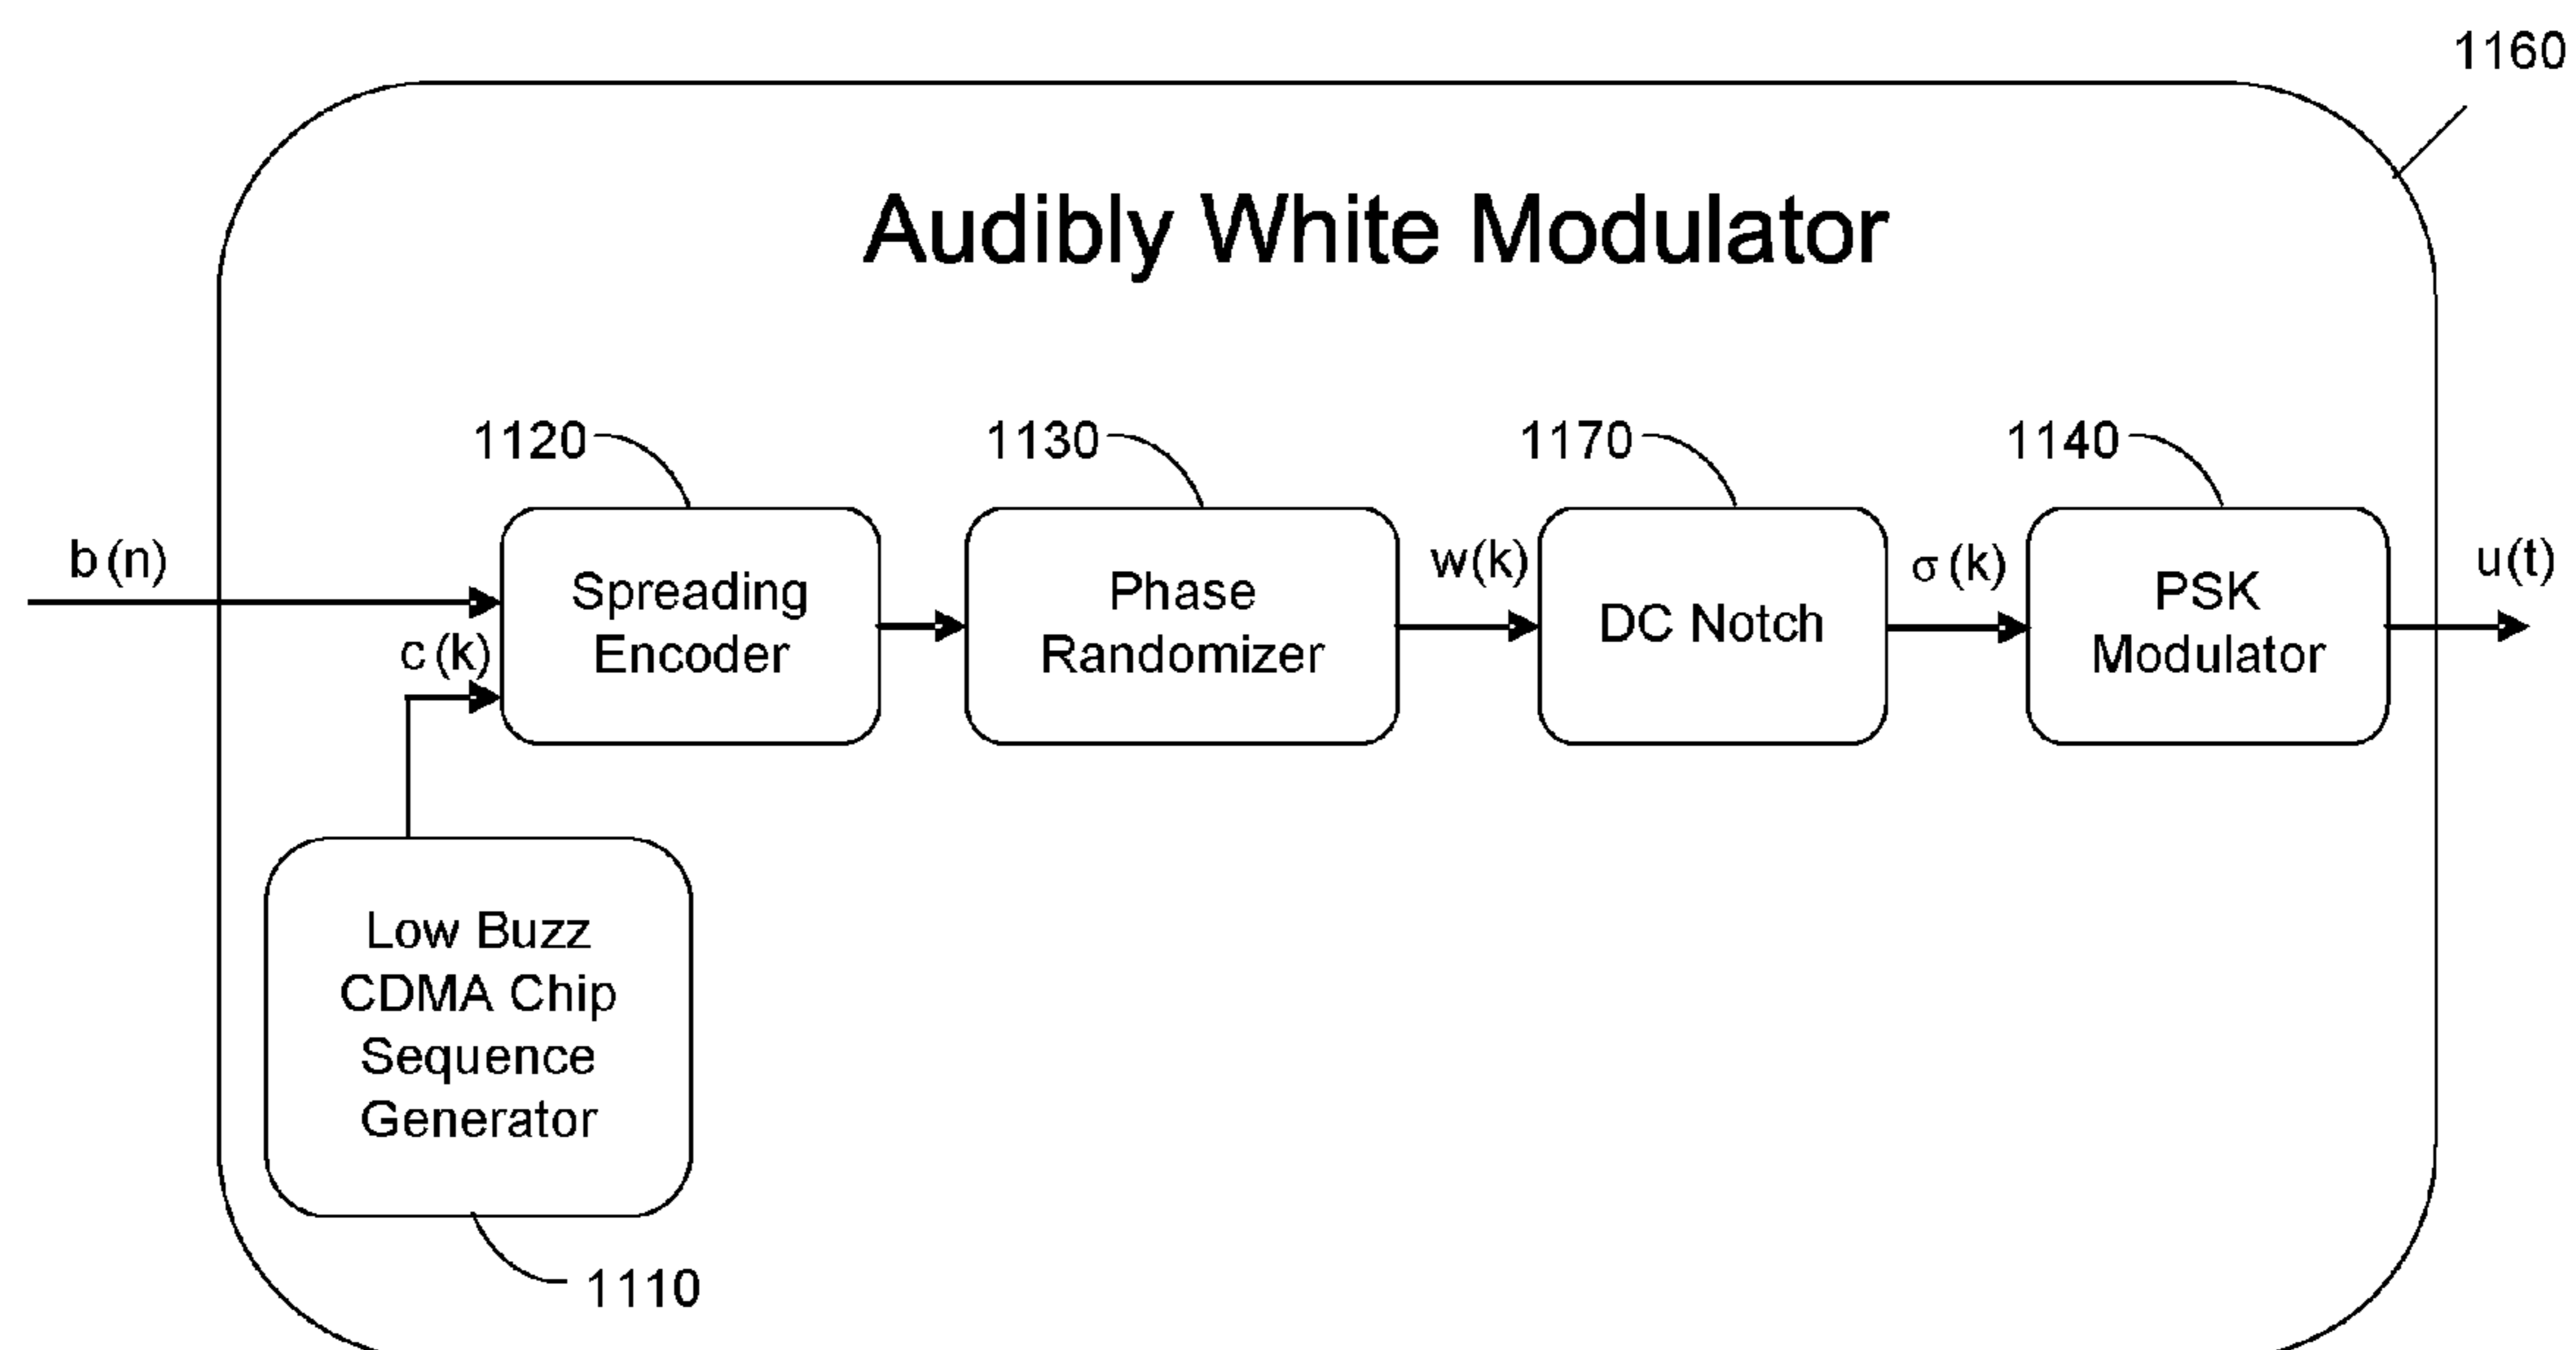 1160
Audibly White Modulator
1120
1130
1170
1140
b(n)
c(k)
Spreading
Encoder
Phase
Randomizer
w(k)
DC Notch
σ(k)
PSK
Modulator
u(t)
Low Buzz
CDMA Chip
Sequence
Generator
1110